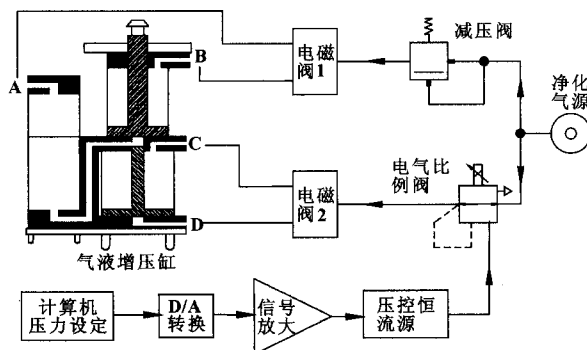 减压阀
电磁
阀1
净化
气源
A
B
C
D
电气比
例阀
电磁
阀2
气液增压缸
计算机
压力设定
D/A
转换
信号
放大
压控恒
流源